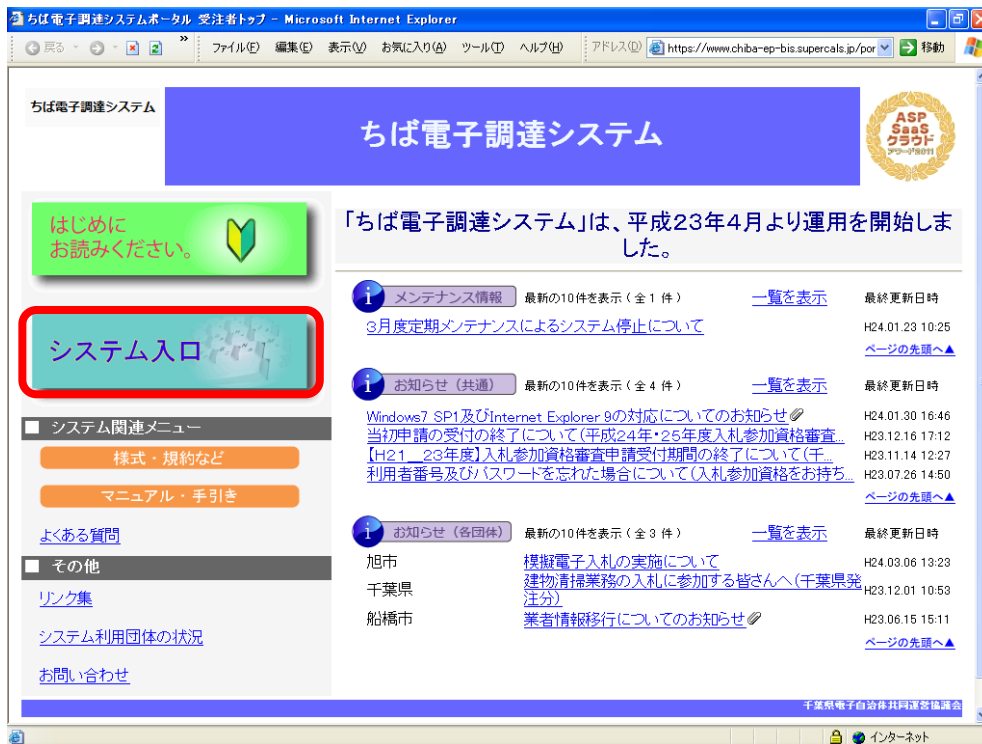 ちば電子調達システムポータル 受注者トップ - Microsoft Internet Explorer
戻る
ファイル(F) 編集(E) 表示(V) お気に入り(A) ツール(T) ヘルプ(H) アドレス(D) https://www.chiba-ep-bis.supercals.jp/por 移動
ちば電子調達システム
ちば電子調達システム
ASP
SaaS
クラウド
アワード2011
はじめに
お読みください。
システム入口
■ システム関連メニュー
様式・規約など
マニュアル・手引き
よくある質問
■ その他
リンク集
システム利用団体の状況
お問い合わせ
「ちば電子調達システム」は、平成23年4月より運用を開始しま
した。
i メンテナンス情報 最新の10件を表示(全1件) 一覧を表示 最終更新日時
3月度定期メンテナンスによるシステム停止について H24.01.23 10:25
ページの先頭へ▲
i お知らせ(共通) 最新の10件を表示(全4件) 一覧を表示 最終更新日時
Windows7 SP1及びInternet Explorer 9の対応についてのお知らせ H24.01.30 16:46
当初申請の受付の終了について(平成24年・25年度入札参加資格審査... H23.12.16 17:12
【H21__23年度】入札参加資格審査申請受付期間の終了について(千... H23.11.14 12:27
利用者番号及びパスワードを忘れた場合について(入札参加資格をお持ち... H23.07.26 14:50
ページの先頭へ▲
i お知らせ(各団体) 最新の10件を表示(全3件) 一覧を表示 最終更新日時
旭市 模擬電子入札の実施について H24.03.06 13:23
千葉県 建物清掃業務の入札に参加する皆さんへ(千葉県発
注分) H23.12.01 10:53
船橋市 業者情報移行についてのお知らせ H23.06.15 15:11
ページの先頭へ▲
千葉県電子自治体共同運営協議会
インターネット